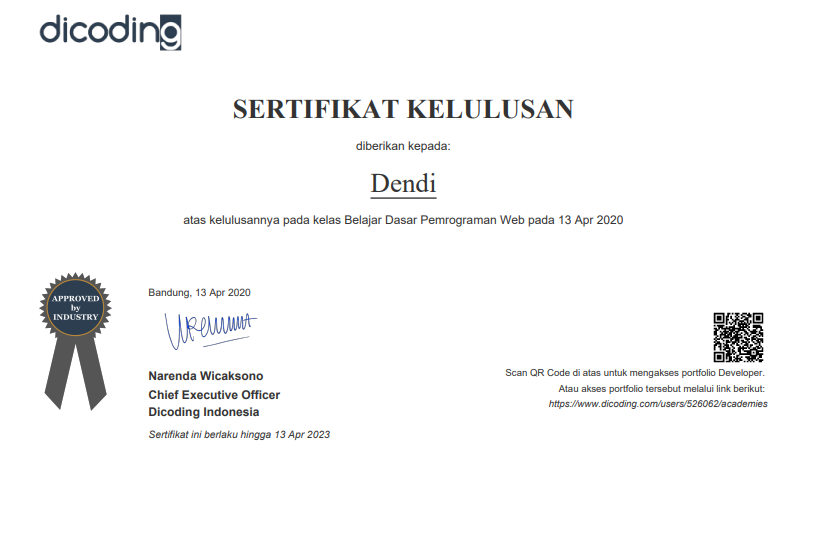 dicoding
SERTIFIKAT KELULUSAN
diberikan kepada:
Dendi
atas kelulusannya pada kelas Belajar Dasar Pemrograman Web pada 13 Apr 2020
APPROVED
by
INDUSTRY
Bandung, 13 Apr 2020
Narenda Wicaksono
Chief Executive Officer
Dicoding Indonesia
Sertifikat ini berlaku hingga 13 Apr 2023
Scan QR Code di atas untuk mengakses portfolio Developer.
Atau akses portfolio tersebut melalui link berikut:
https://www.dicoding.com/users/526062/academies